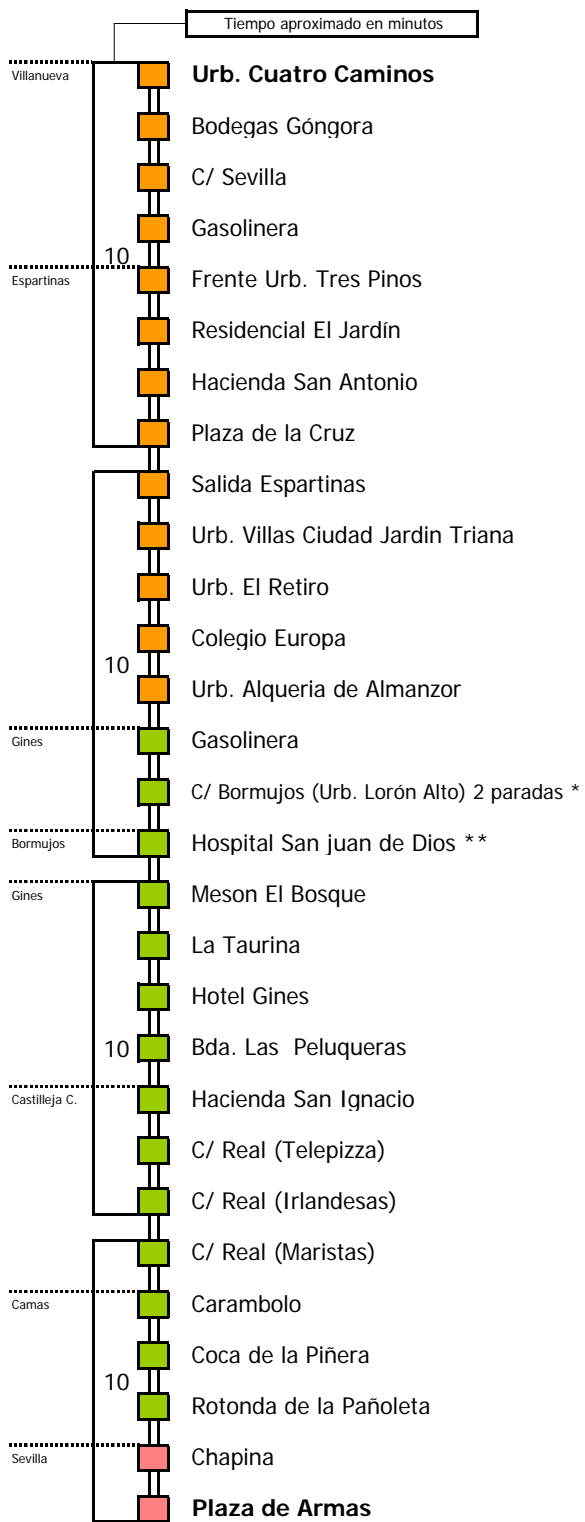 Tiempo aproximado en minutos
Villanueva
Urb. Cuatro Caminos
Bodegas Góngora
C/ Sevilla
Gasolinera
10
Espartinas
Frente Urb. Tres Pinos
Residencial El Jardín
Hacienda San Antonio
Plaza de la Cruz
Salida Espartinas
Urb. Villas Ciudad Jardin Triana
Urb. El Retiro
Colegio Europa
10
Urb. Alqueria de Almanzor
Gines
Gasolinera
C/ Bormujos (Urb. Lorón Alto) 2 paradas *
Bormujos
Hospital San juan de Dios **
Gines
Meson El Bosque
La Taurina
Hotel Gines
10
Bda. Las Peluqueras
Castilleja C.
Hacienda San Ignacio
C/ Real (Telepizza)
C/ Real (Irlandesas)
C/ Real (Maristas)
Camas
Carambolo
Coca de la Piñera
10
Rotonda de la Pañoleta
Sevilla
Chapina
Plaza de Armas